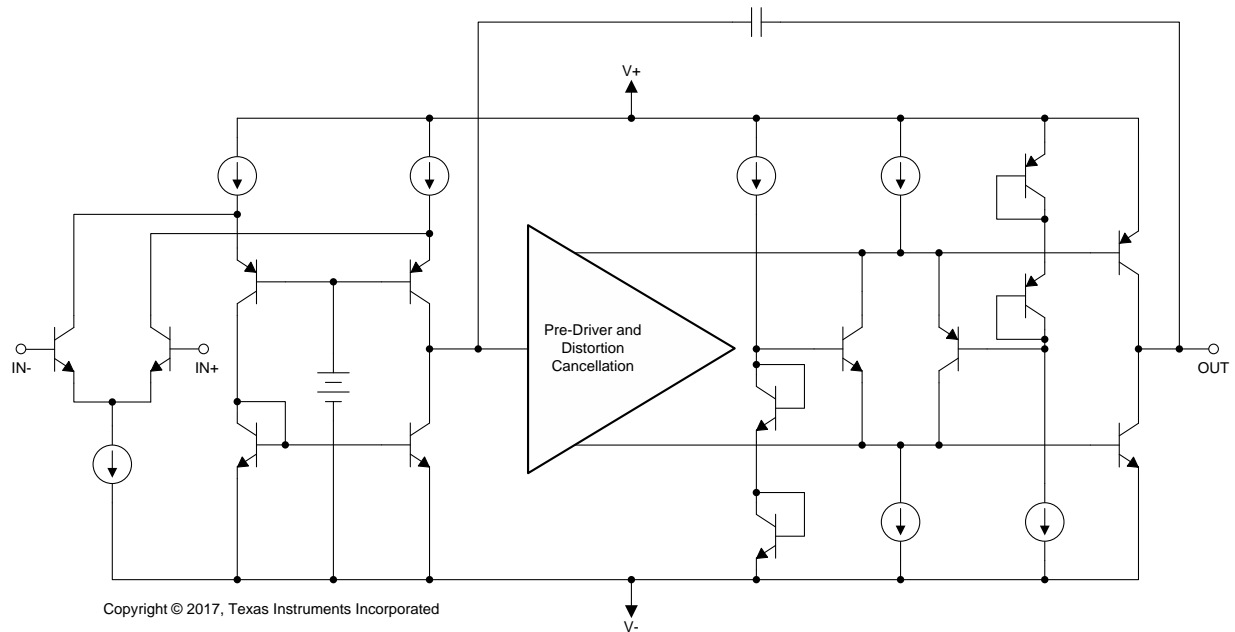 V+
Pre-Driver and
Distortion
Cancellation
IN-
IN+
OUT
Copyright © 2017, Texas Instruments Incorporated
V-